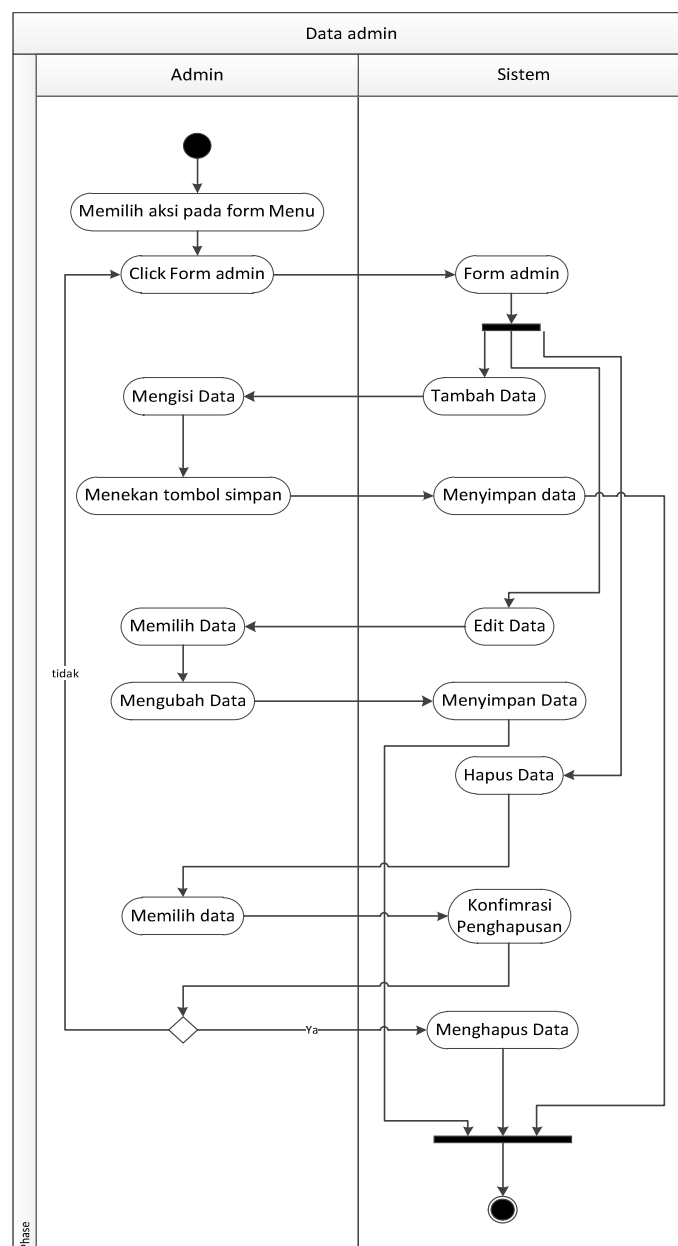 Data admin
Admin
Sistem
Memilih aksi pada form Menu
Click Form admin
Form admin
Mengisi Data
Tambah Data
Menekan tombol simpan
Menyimpan data
Memilih Data
Edit Data
tidak
Mengubah Data
Menyimpan Data
Hapus Data
Memilih data
Konfimrasi
Penghapusan
Ya
Menghapus Data
Phase